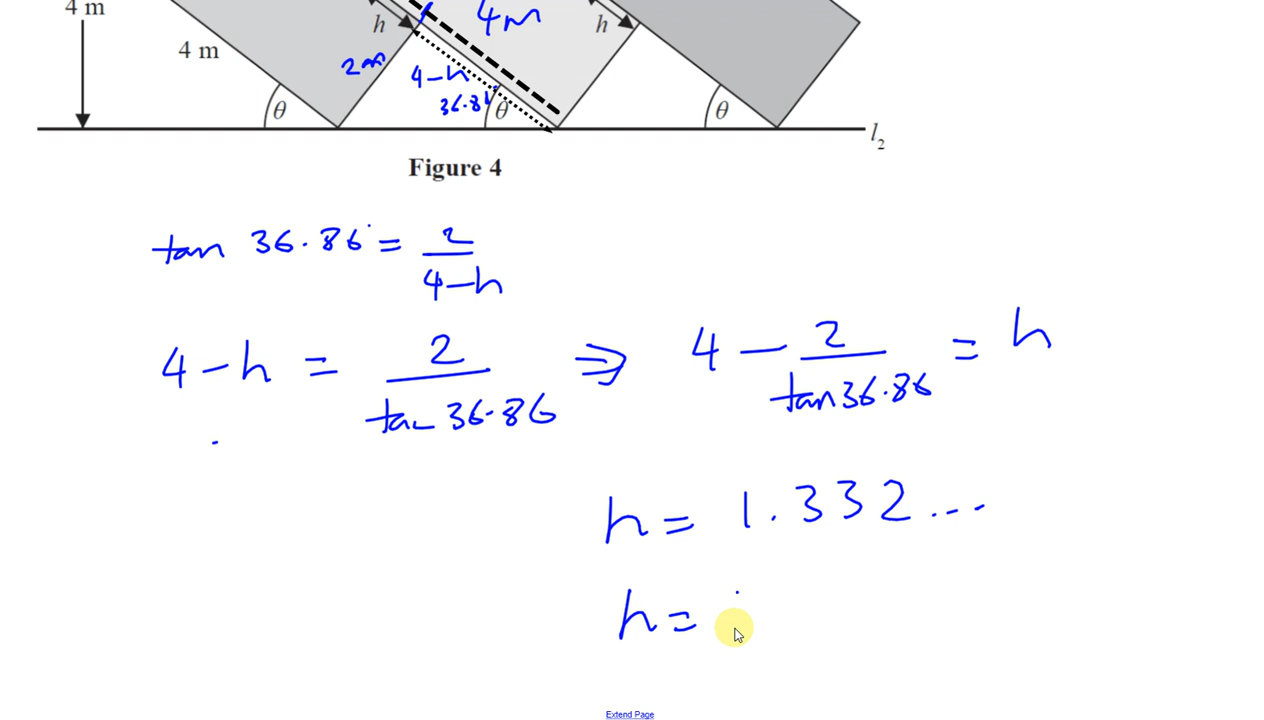 4 m
h
4m
h
4 m
2m
4-h
36.86
θ
θ
θ
l₂
Figure 4
tan 36.86 = 2/(4-h)
4-h = 2/tan 36.86 ⇒ 4 - 2/tan 36.86 = h
h = 1.332...
h =
Extend Page